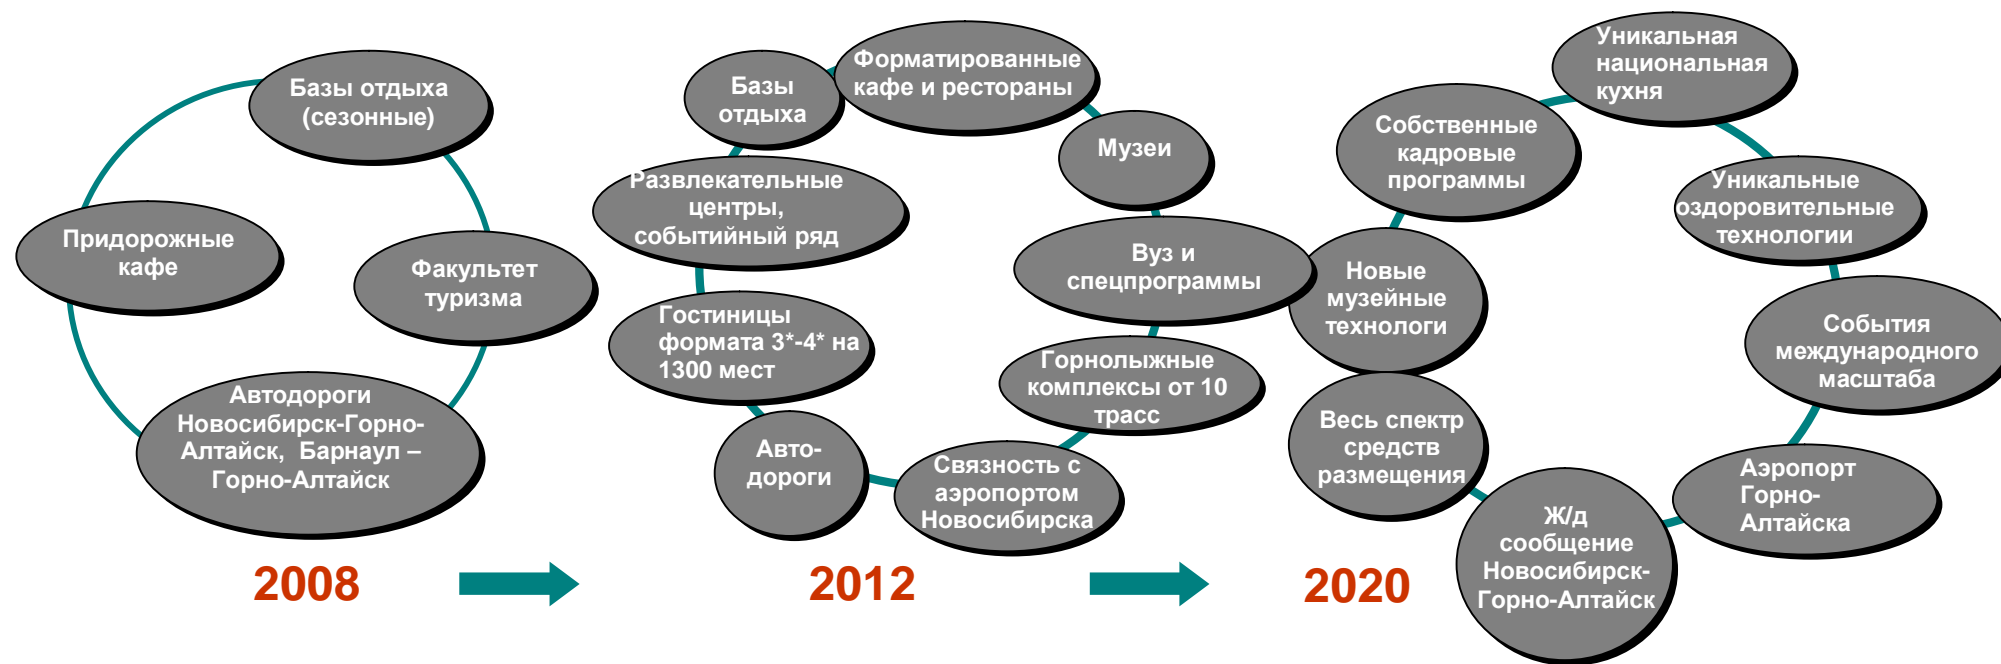 Базы отдыха
(сезонные)
Придорожные
кафе
Факультет
туризма
Автодороги
Новосибирск-Горно-
Алтайск, Барнаул –
Горно-Алтайск
2008
Базы
отдыха
Форматированные
кафе и рестораны
Музеи
Развлекательные
центры,
событийный ряд
Вуз и
спецпрограммы
Гостиницы
формата 3*-4* на
1300 мест
Горнолыжные
комплексы от 10
трасс
Авто-
дороги
Связность с
аэропортом
Новосибирска
2012
Уникальная
национальная
кухня
Собственные
кадровые
программы
Уникальные
оздоровительные
технологии
Новые
музейные
технологи
События
международного
масштаба
Весь спектр
средств
размещения
Аэропорт
Горно-
Алтайска
Ж/д
сообщение
Новосибирск-
Горно-Алтайск
2020